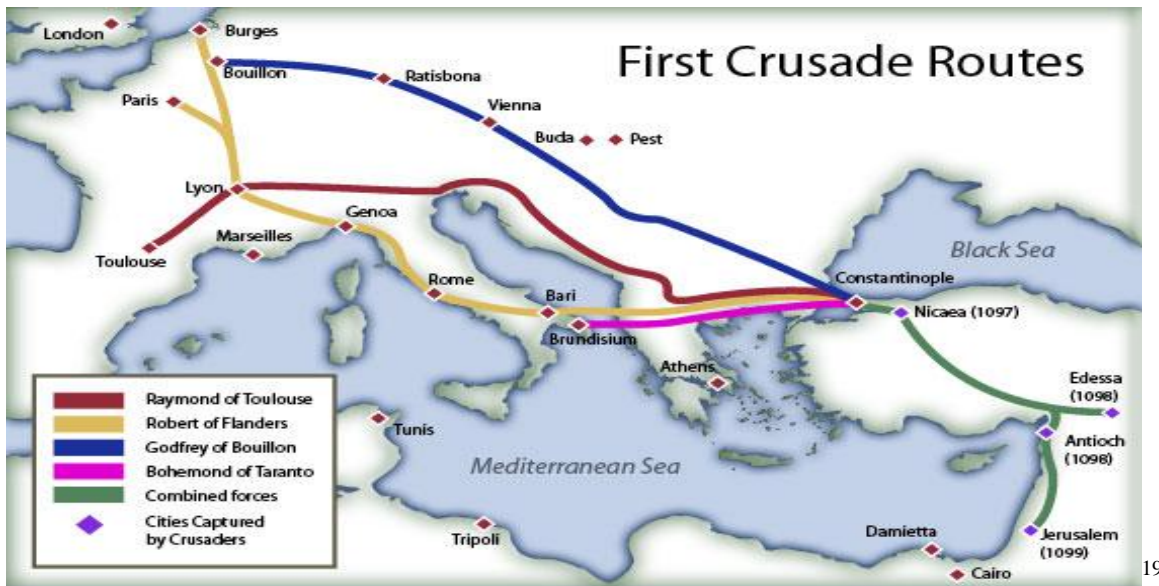 First Crusade Routes
London
Burges
Bouillon
Ratisbona
Paris
Vienna
Buda
Pest
Lyon
Genoa
Marseilles
Toulouse
Black Sea
Constantinople
Rome
Bari
Nicaea (1097)
Brundisium
Athens
Edessa
(1098)
Raymond of Toulouse
Robert of Flanders
Godfrey of Bouillon
Bohemond of Taranto
Combined forces
Cities Captured
by Crusaders
Tunis
Antioch
(1098)
Mediterranean Sea
Tripoli
Damietta
Jerusalem
(1099)
Cairo
19